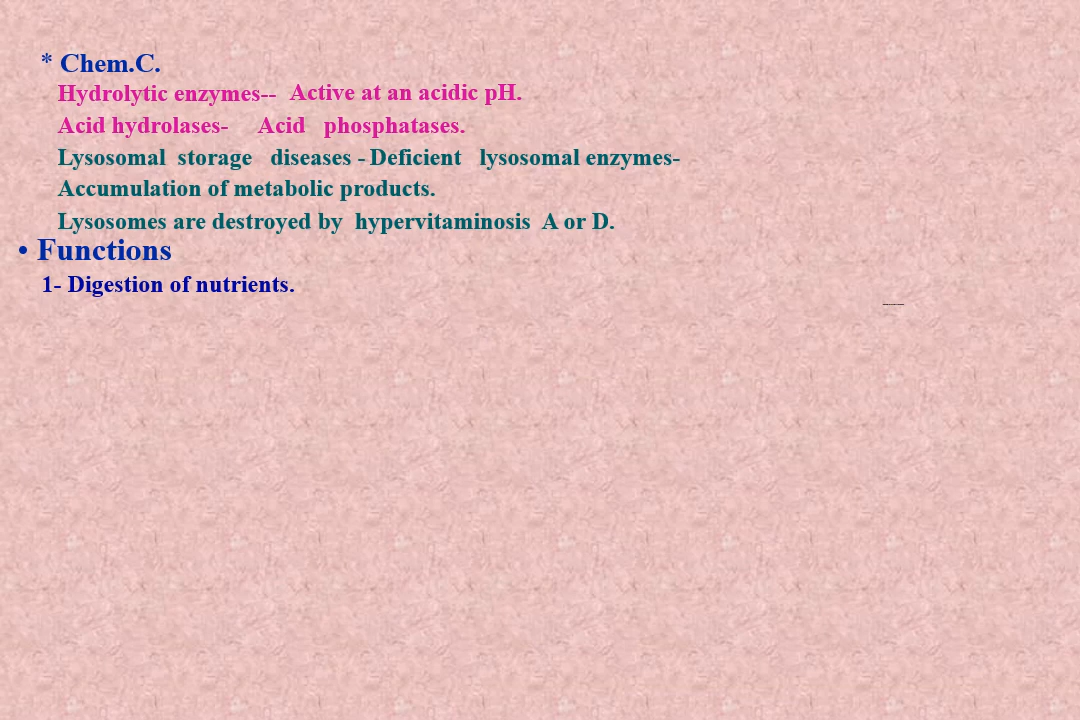 * Chem.C.
Hydrolytic enzymes-- Active at an acidic pH.
Acid hydrolases- Acid phosphatases.
Lysosomal storage diseases - Deficient lysosomal enzymes-
Accumulation of metabolic products.
Lysosomes are destroyed by hypervitaminosis A or D.
• Functions
1- Digestion of nutrients.